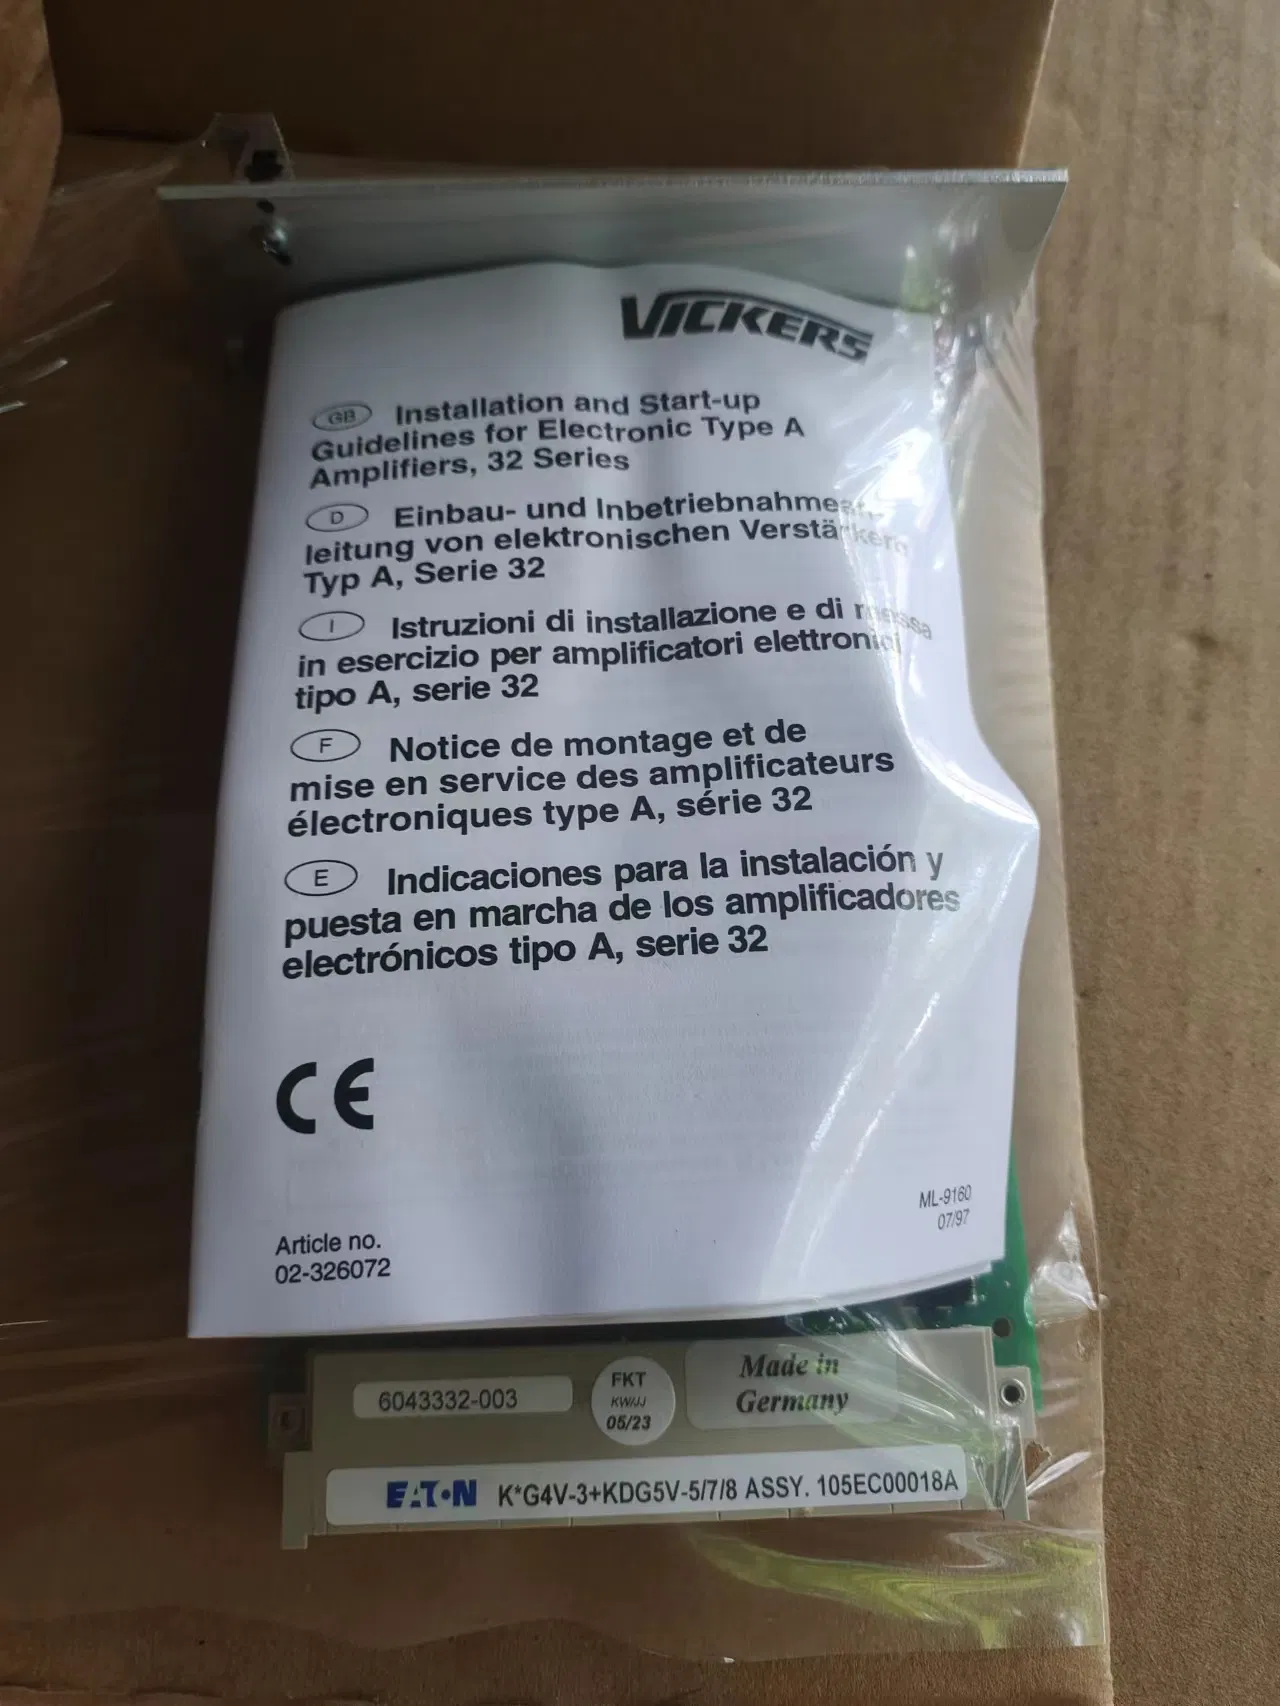 VICKERS
GB Installation and Start-up
Guidelines for Electronic Type A
Amplifiers, 32 Series
D Einbau- und Inbetriebnahmean-
leitung von elektronischen Verstärkern
Typ A, Serie 32
I Istruzioni di installazione e di messa
in esercizio per amplificatori elettronici
tipo A, serie 32
F Notice de montage et de
mise en service des amplificateurs
électroniques type A, série 32
E Indicaciones para la instalación y
puesta en marcha de los amplificadores
electrónicos tipo A, serie 32
CE
ML-9160
07/97
Article no.
02-326072
6043332-003
FKT
KW/JJ
05/23
Made in
Germany
EATON K*G4V-3+KDG5V-5/7/8 ASSY. 105EC00018A